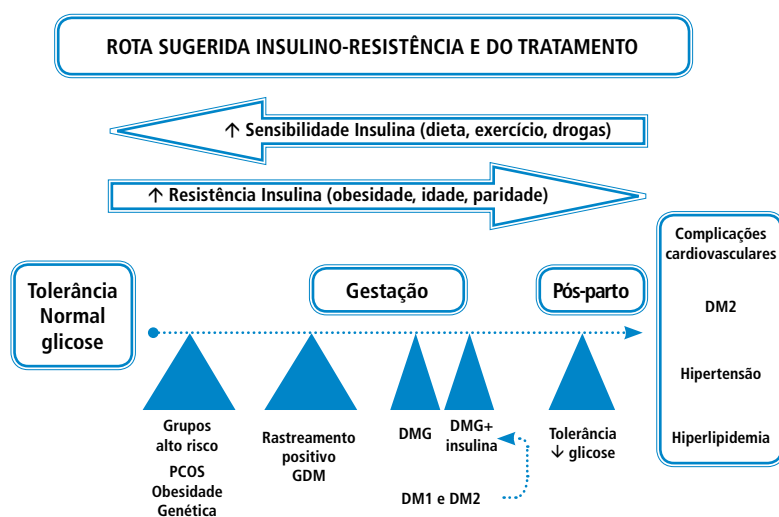 ROTA SUGERIDA INSULINO-RESISTÊNCIA E DO TRATAMENTO
↑ Sensibilidade Insulina (dieta, exercício, drogas)
↑ Resistência Insulina (obesidade, idade, paridade)
Tolerância
Normal
glicose
Gestação
Pós-parto
Complicações
cardiovasculares
DM2
Hipertensão
Hiperlipidemia
Grupos
alto risco
PCOS
Obesidade
Genética
Rastreamento
positivo
GDM
DMG
DMG+
insulina
DM1 e DM2
Tolerância
↓ glicose